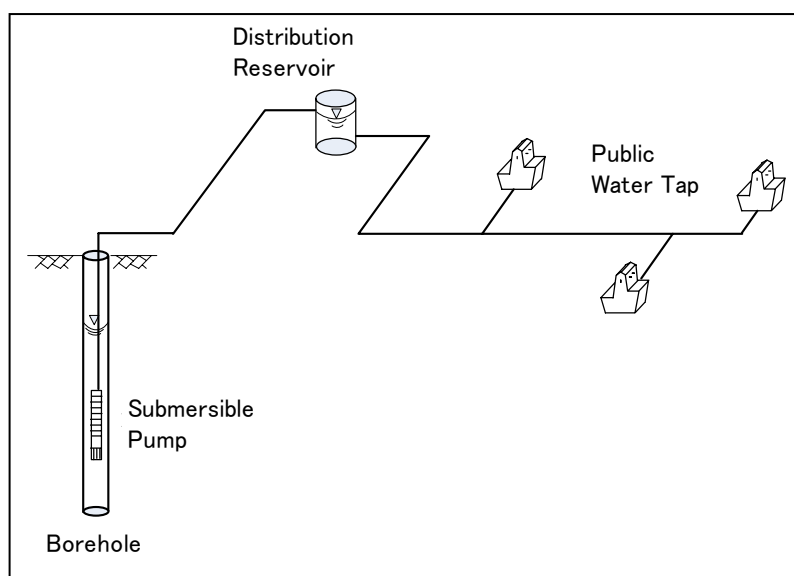 Distribution
Reservoir
Public
Water Tap
Submersible
Pump
Borehole